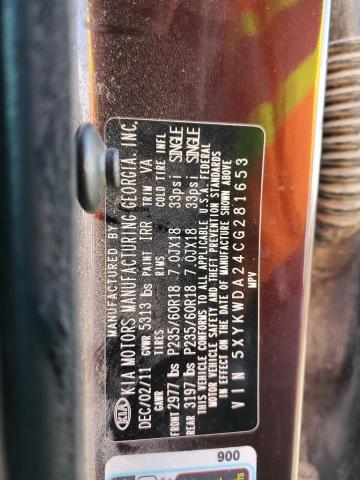 MANUFACTURED BY
KIA KIA MOTORS MANUFACTURING GEORGIA, INC.
DEC/02/11 GVWR 5313 lbs PAINT IRR TRIM VA
GAWR TIRES RIMS COLD TIRE INFL
FRONT 2977 lbs P235/60R18 7.0JX18 33psi SINGLE
REAR 3197 lbs P235/60R18 7.0JX18 33psi SINGLE
THIS VEHICLE CONFORMS TO ALL APPLICABLE U.S.A. FEDERAL
MOTOR VEHICLE SAFETY AND THEFT PREVENTION STANDARDS
IN EFFECT ON THE DATE OF MANUFACTURE SHOWN ABOVE
VIN 5XYKWDA24CG281653
MPV
900